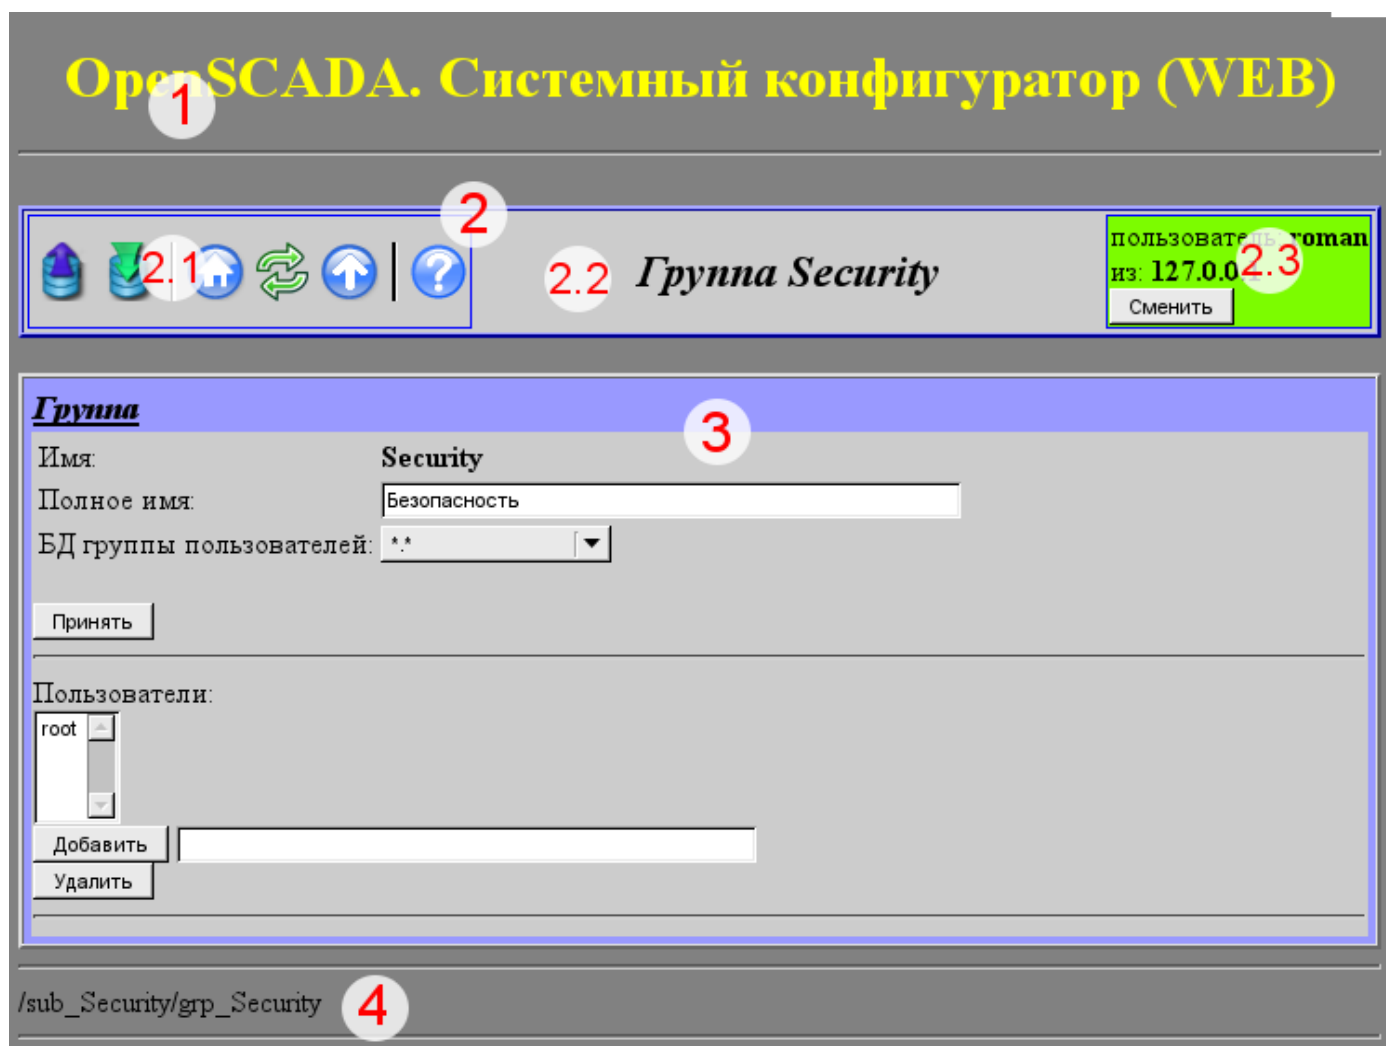 OpenSCADA. Системный конфигуратор (WEB)
1
2
2.1
2.2
Группа Security
пользователь: roman
из: 127.0.0.1
2.3
Сменить
Группа
3
Имя: Security
Полное имя: Безопасность
БД группы пользователей: *.*
Принять
Пользователи:
root
Добавить
Удалить
/sub_Security/grp_Security
4